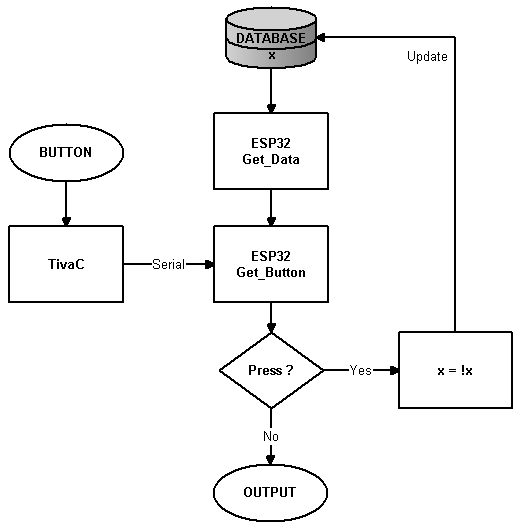 DATABASE
x
Update
ESP32
Get_Data
BUTTON
TivaC
Serial
ESP32
Get_Button
Press ?
Yes
x = !x
No
OUTPUT